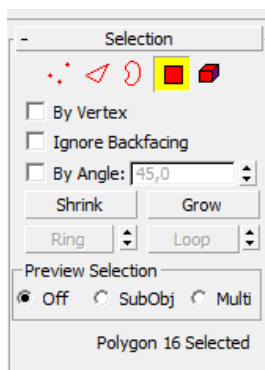 - Selection
By Vertex
Ignore Backfacing
By Angle: 45,0
Shrink Grow
Ring Loop
Preview Selection
Off SubObj Multi
Polygon 16 Selected